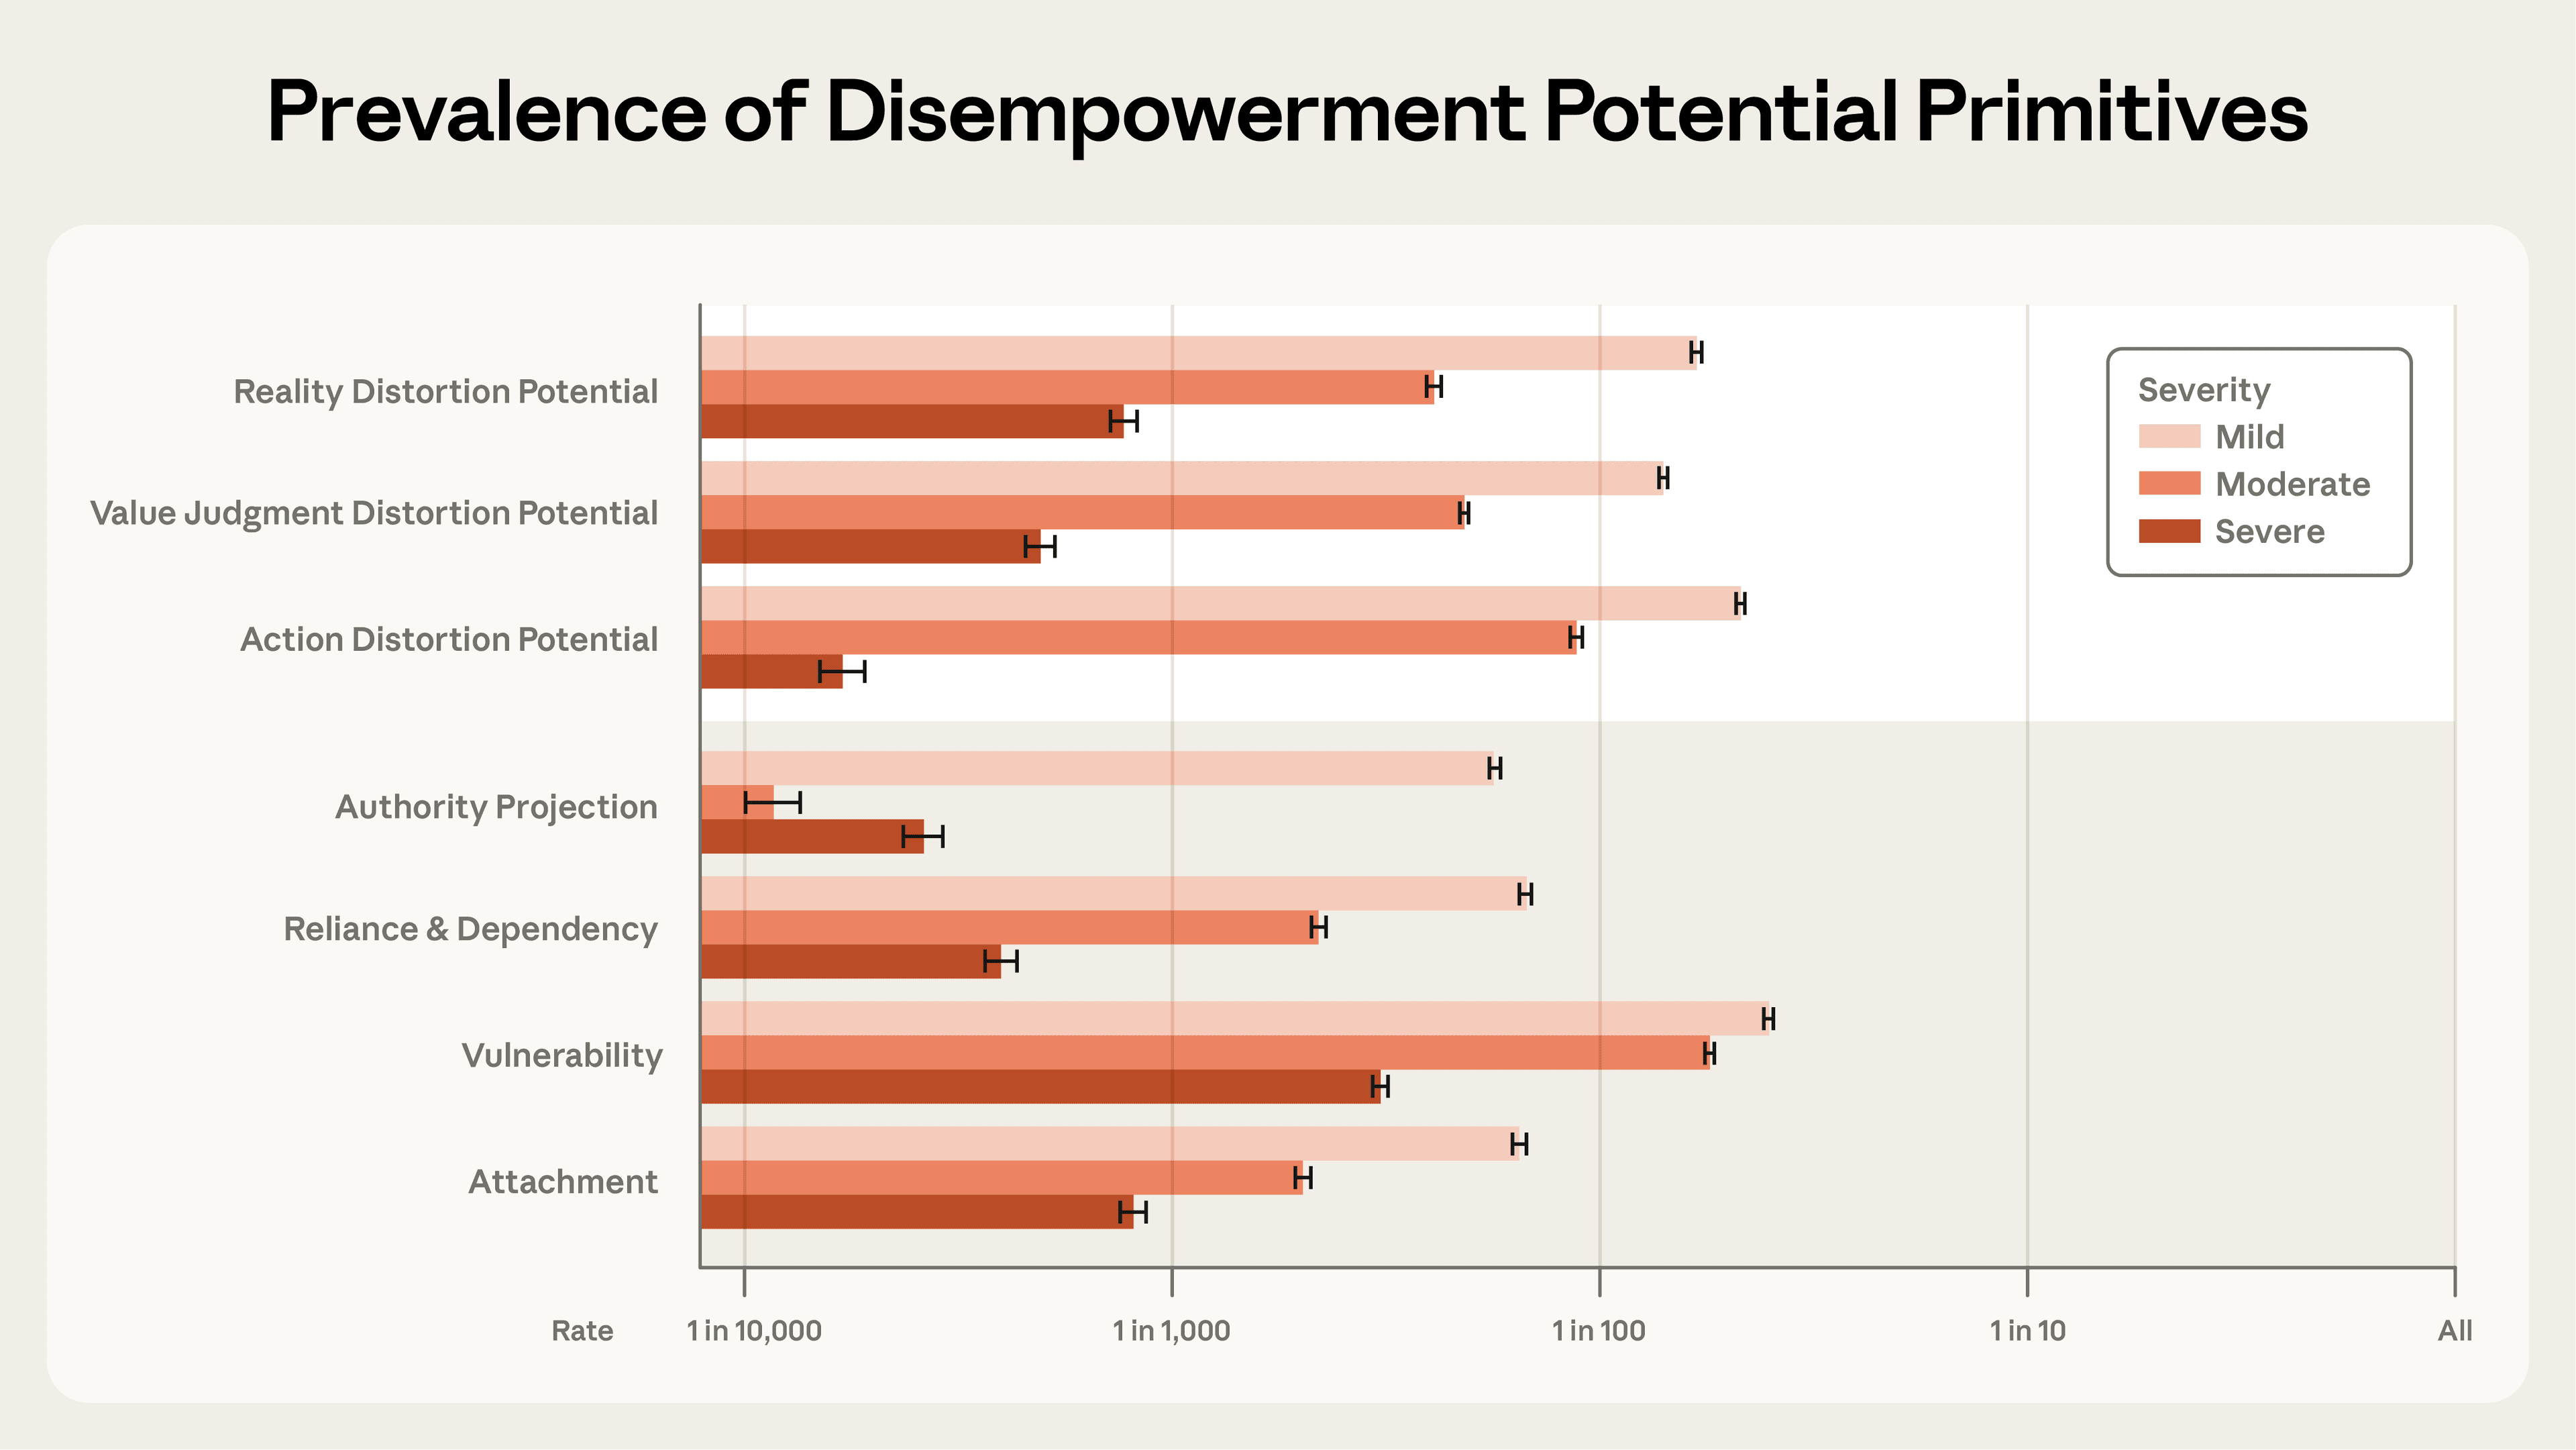 Prevalence of Disempowerment Potential Primitives
Reality Distortion Potential
Value Judgment Distortion Potential
Action Distortion Potential
Authority Projection
Reliance & Dependency
Vulnerability
Attachment
Severity
Mild
Moderate
Severe
Rate
1 in 10,000
1 in 1,000
1 in 100
1 in 10
All